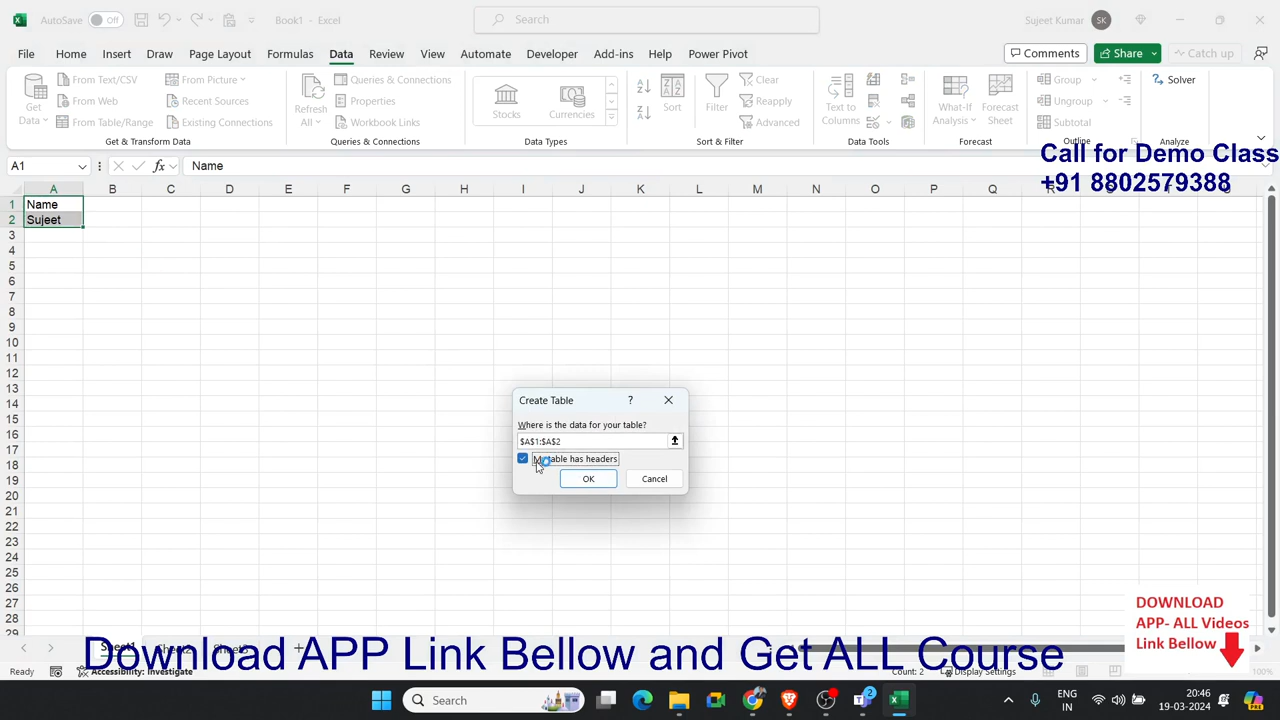 AutoSave Off Book1 - Excel Search Sujeet Kumar SK
File Home Insert Draw Page Layout Formulas Data Review View Automate Developer Add-ins Help Power Pivot Comments Share Catch up
Get Data From Text/CSV From Picture Refresh All Queries & Connections Stocks Currencies Sort Filter Clear Text to Columns What-If Analysis Forecast Sheet Group Solver
From Web Recent Sources Properties Reapply Ungroup
From Table/Range Existing Connections Workbook Links Advanced Subtotal
Get & Transform Data Queries & Connections Data Types Sort & Filter Data Tools Forecast Outline Analyze
Call for Demo Class
+91 8802579388
A1 fx Name
A B C D E F G H I J K L M N O P Q R S T U
1 Name
2 Sujeet
3
4
5
6
7
8
9
10
11
12
13
14
15
16
17
18
19
20
21
22
23
24
25
26
27
28
29
Create Table ?
Where is the data for your table?
$A$1:$A$2
My table has headers
OK Cancel
DOWNLOAD
APP- ALL Videos
Link Bellow
Sheet1 Sheet2 Sheet3
Download APP Link Bellow and Get ALL Course
Ready Accessibility: Investigate Count: 2 Display Settings 100%
Search 2 ENG IN 20:46 19-03-2024